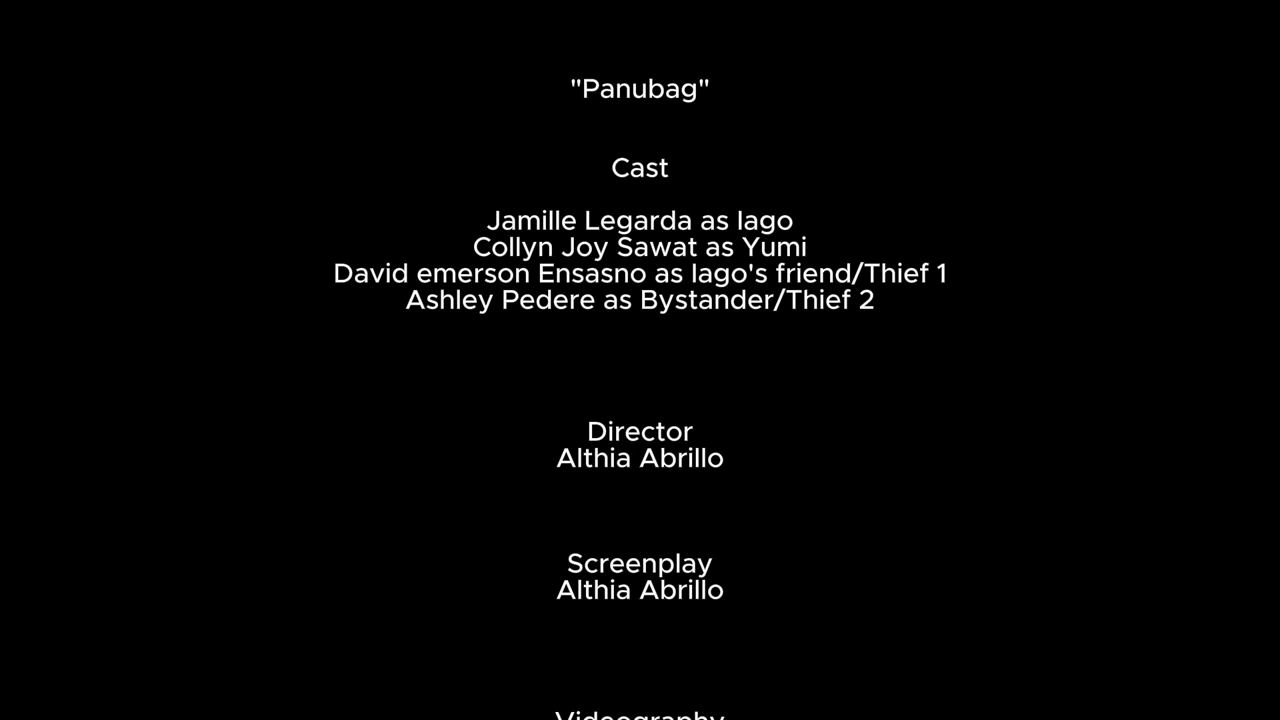 "Panubag"
Cast
Jamille Legarda as Iago
Collyn Joy Sawat as Yumi
David emerson Ensasno as Iago's friend/Thief 1
Ashley Pedere as Bystander/Thief 2
Director
Althia Abrillo
Screenplay
Althia Abrillo
Videography